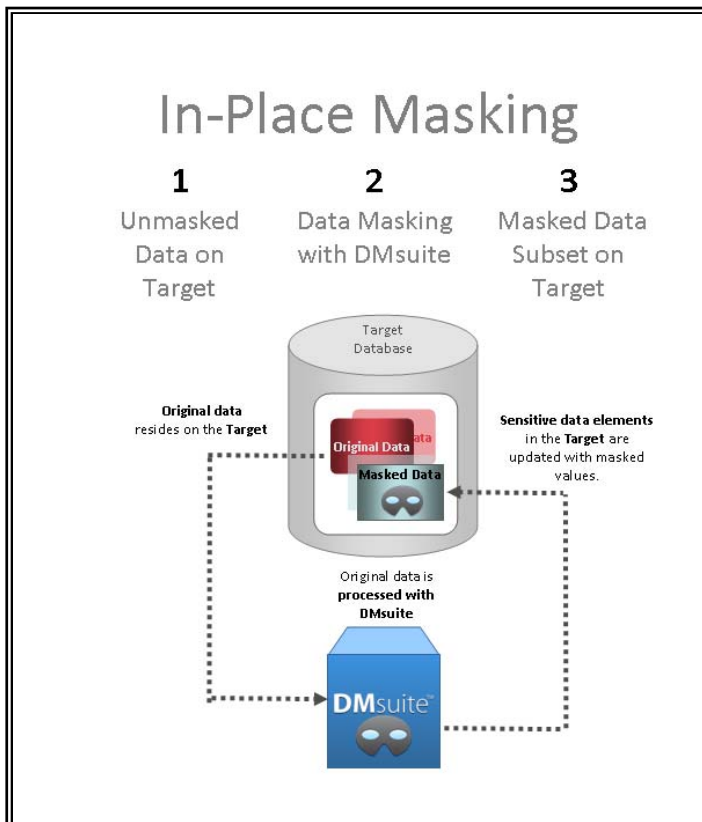 In-Place Masking
1
Unmasked
Data on
Target
2
Data Masking
with DMsuite
3
Masked Data
Subset on
Target
Target
Database
Original data
resides on the Target
Original Data
ata
Masked Data
Sensitive data elements
in the Target are
updated with masked
values.
Original data is
processed with
DMsuite
DMsuite™